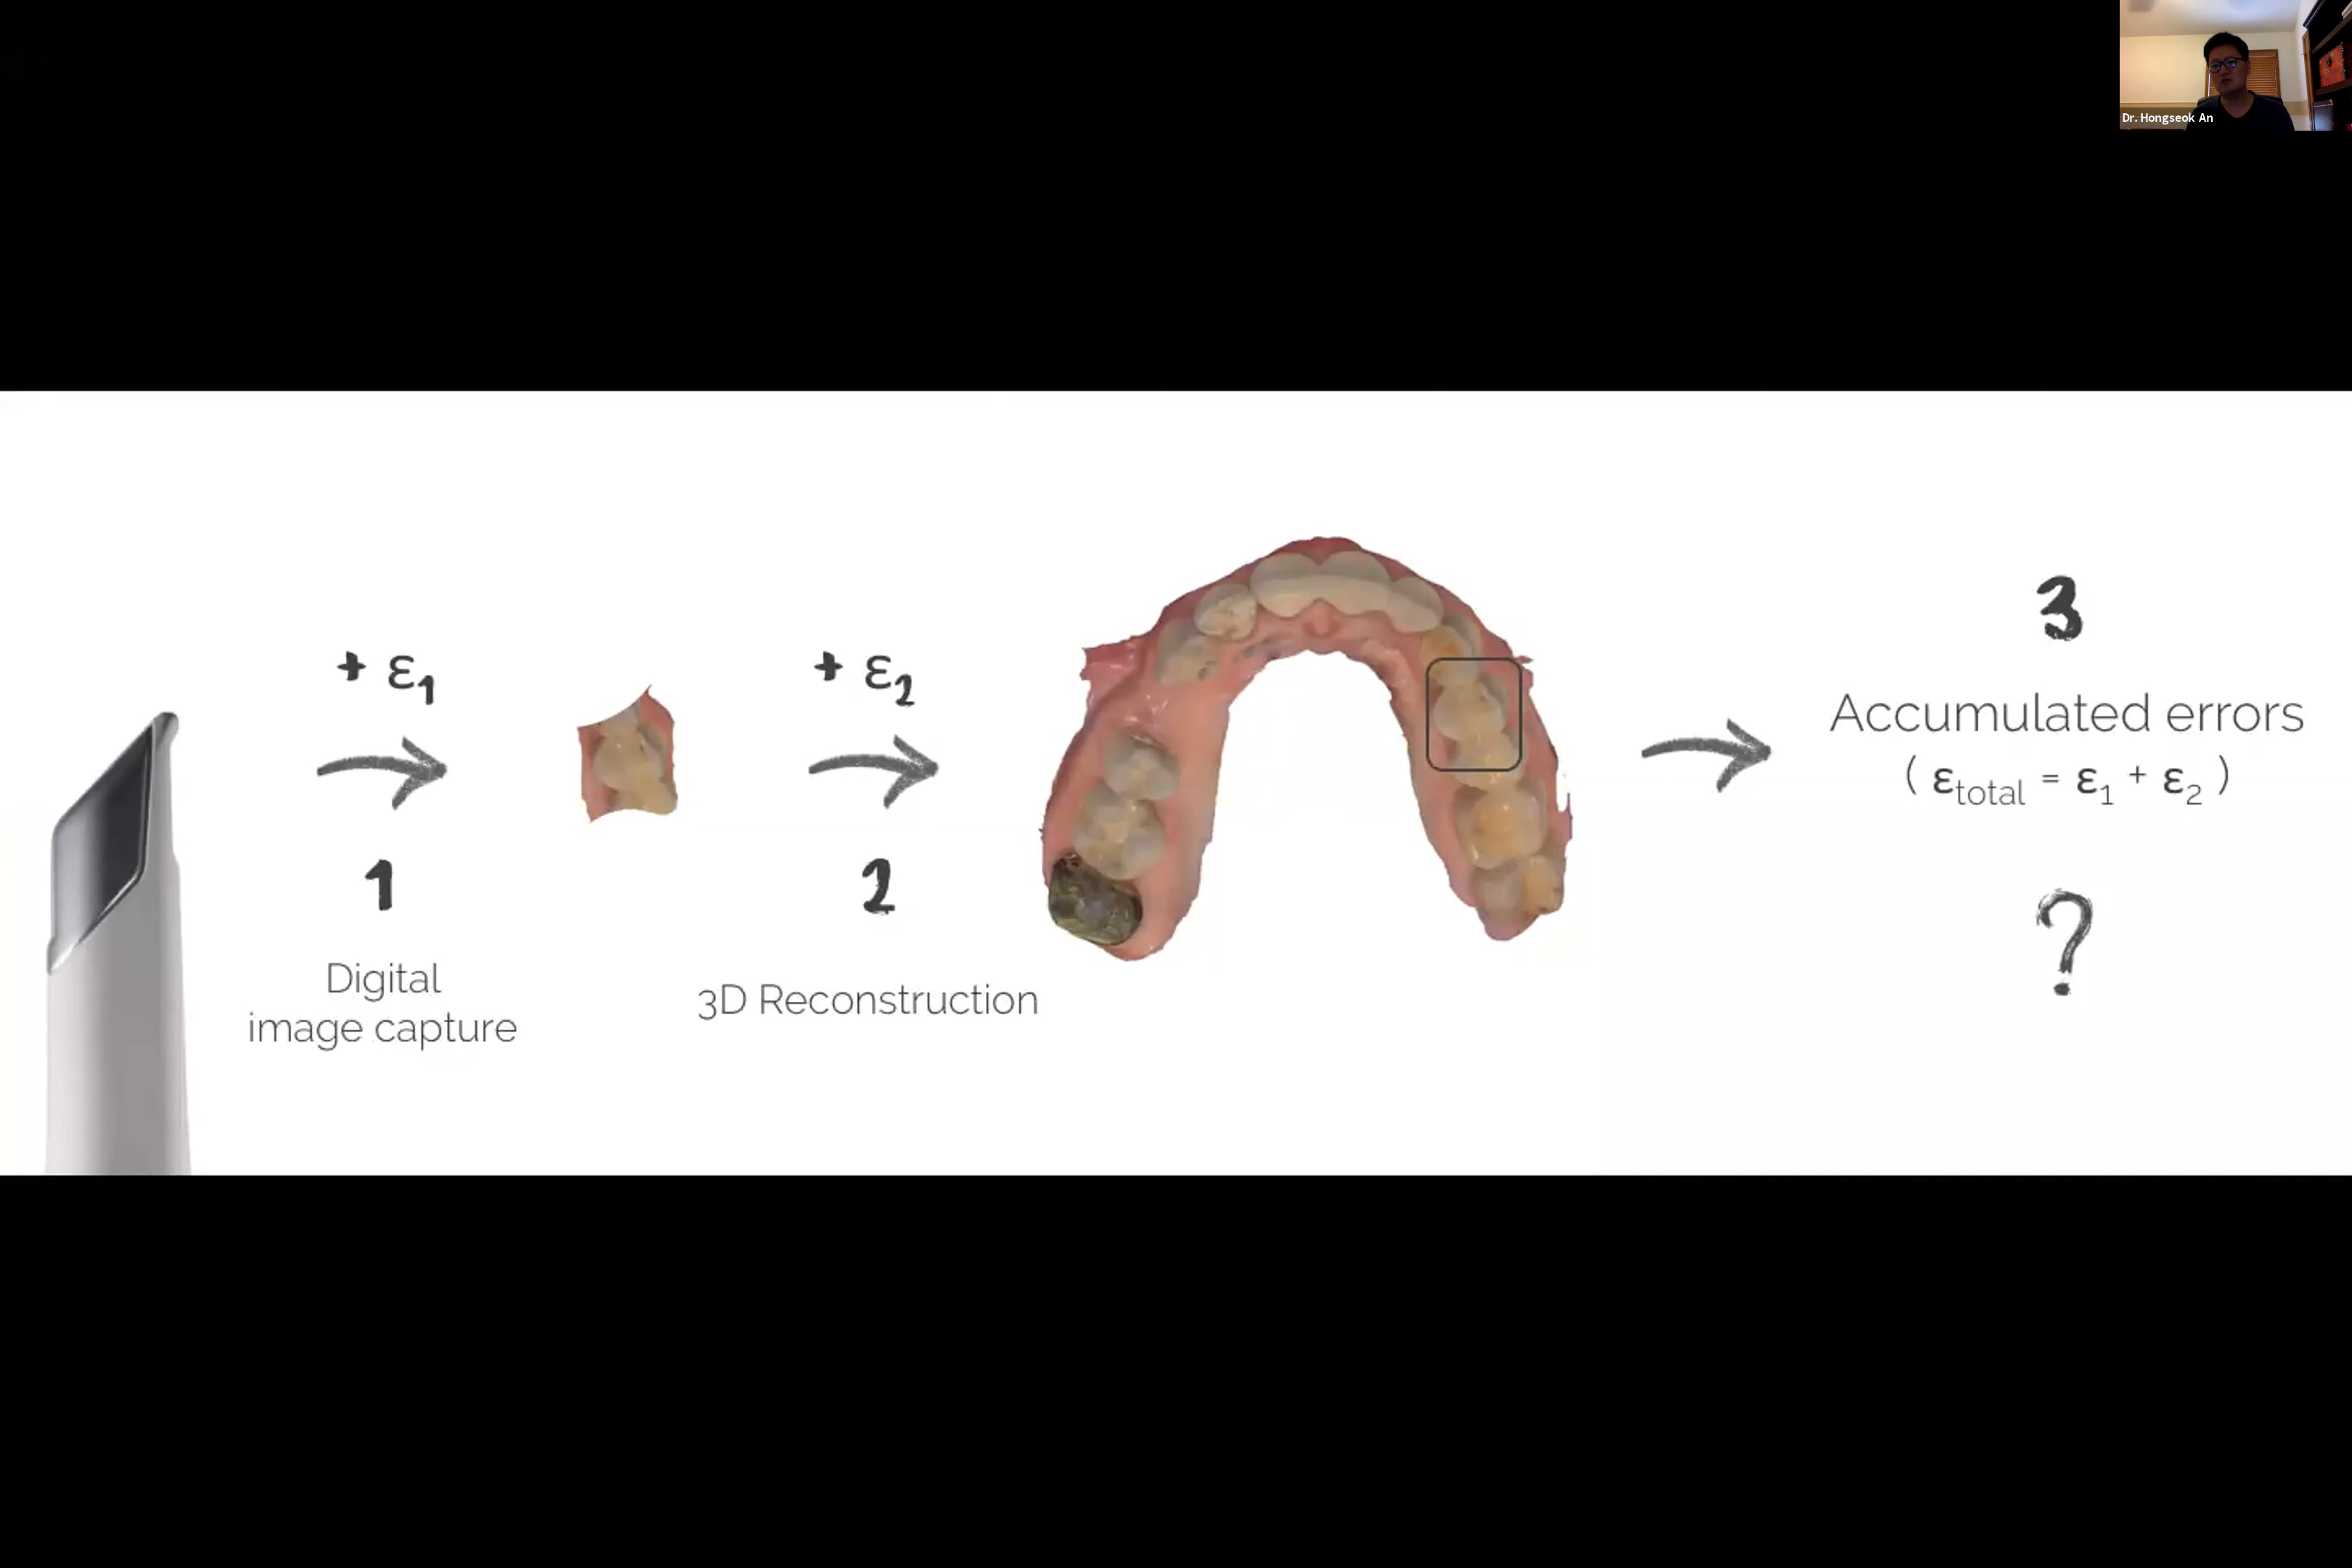 Dr. Hongseok An
+ ε1
1
Digital
image capture
+ ε2
2
3D Reconstruction
3
Accumulated errors
( εtotal = ε1 + ε2 )
?